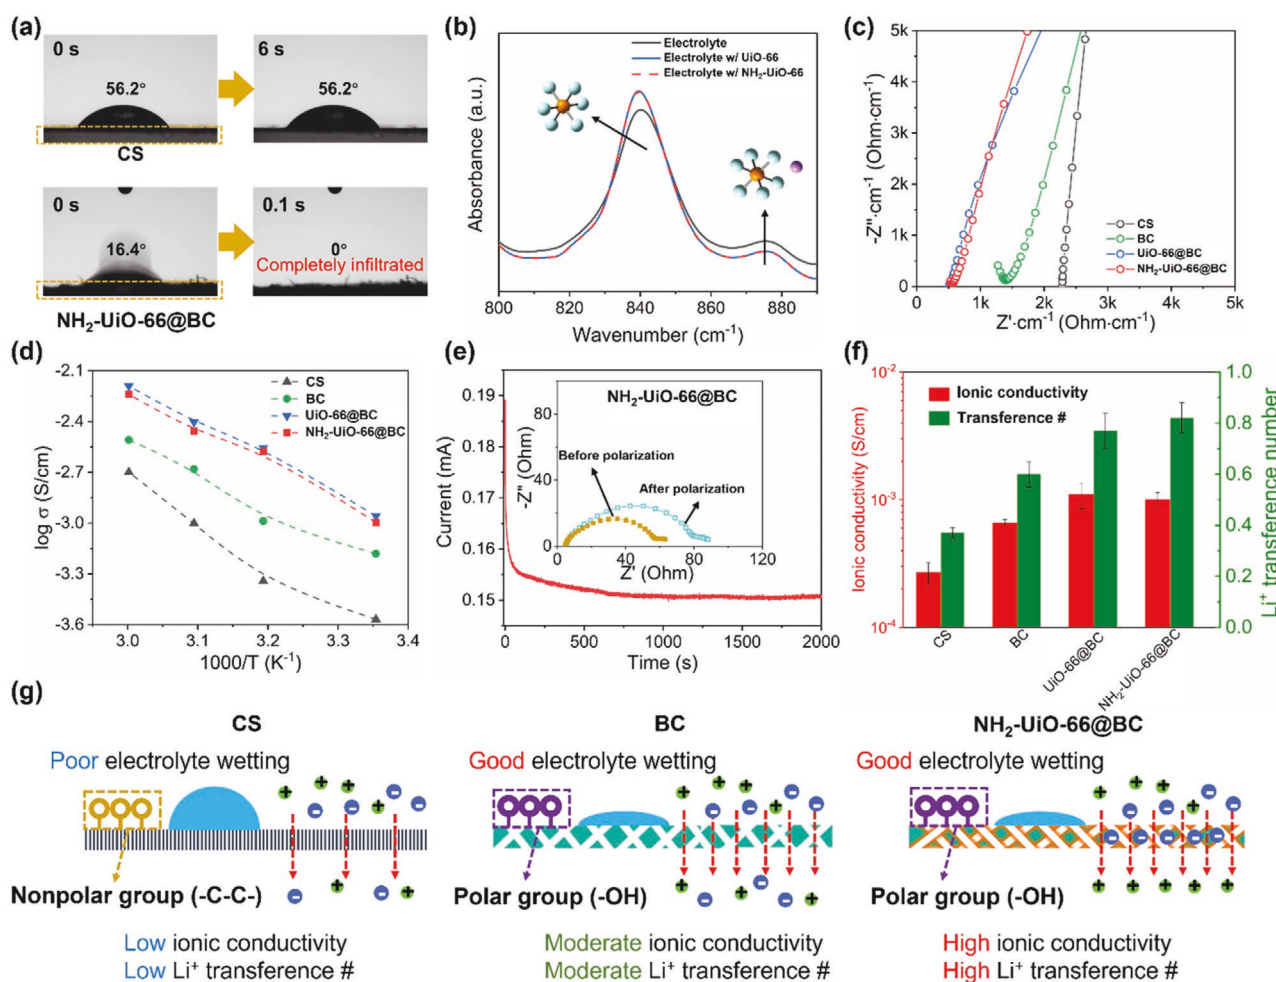 (a)
0 s
56.2°
6 s
56.2°
CS
0 s
16.4°
0.1 s
0°
Completely infiltrated
NH₂-UiO-66@BC
(b)
Electrolyte
Electrolyte w/ UiO-66
Electrolyte w/ NH₂-UiO-66
Absorbance (a.u.)
800 820 840 860 880
Wavenumber (cm⁻¹)
(c)
-Z''·cm⁻¹ (Ohm·cm⁻¹)
5k
4k
3k
2k
1k
0
CS
BC
UiO-66@BC
NH₂-UiO-66@BC
0 1k 2k 3k 4k 5k
Z'·cm⁻¹ (Ohm·cm⁻¹)
(d)
log σ (S/cm)
-2.1
-2.4
-2.7
-3.0
-3.3
-3.6
CS
BC
UiO-66@BC
NH₂-UiO-66@BC
3.0 3.1 3.2 3.3 3.4
1000/T (K⁻¹)
(e)
Current (mA)
0.19
0.18
0.17
0.16
0.15
NH₂-UiO-66@BC
-Z'' (Ohm)
80
40
0
Before polarization
After polarization
0 40 80 120
Z' (Ohm)
0 500 1000 1500 2000
Time (s)
(f)
Ionic conductivity (S/cm)
10⁻²
10⁻³
10⁻⁴
Ionic conductivity
Transference #
1.0
0.8
0.6
0.4
0.2
0.0
Li⁺ transference number
CS
BC
UiO-66@BC
NH₂-UiO-66@BC
(g)
CS
Poor electrolyte wetting
Nonpolar group (-C-C-)
Low ionic conductivity
Low Li⁺ transference #
BC
Good electrolyte wetting
Polar group (-OH)
Moderate ionic conductivity
Moderate Li⁺ transference #
NH₂-UiO-66@BC
Good electrolyte wetting
Polar group (-OH)
High ionic conductivity
High Li⁺ transference #